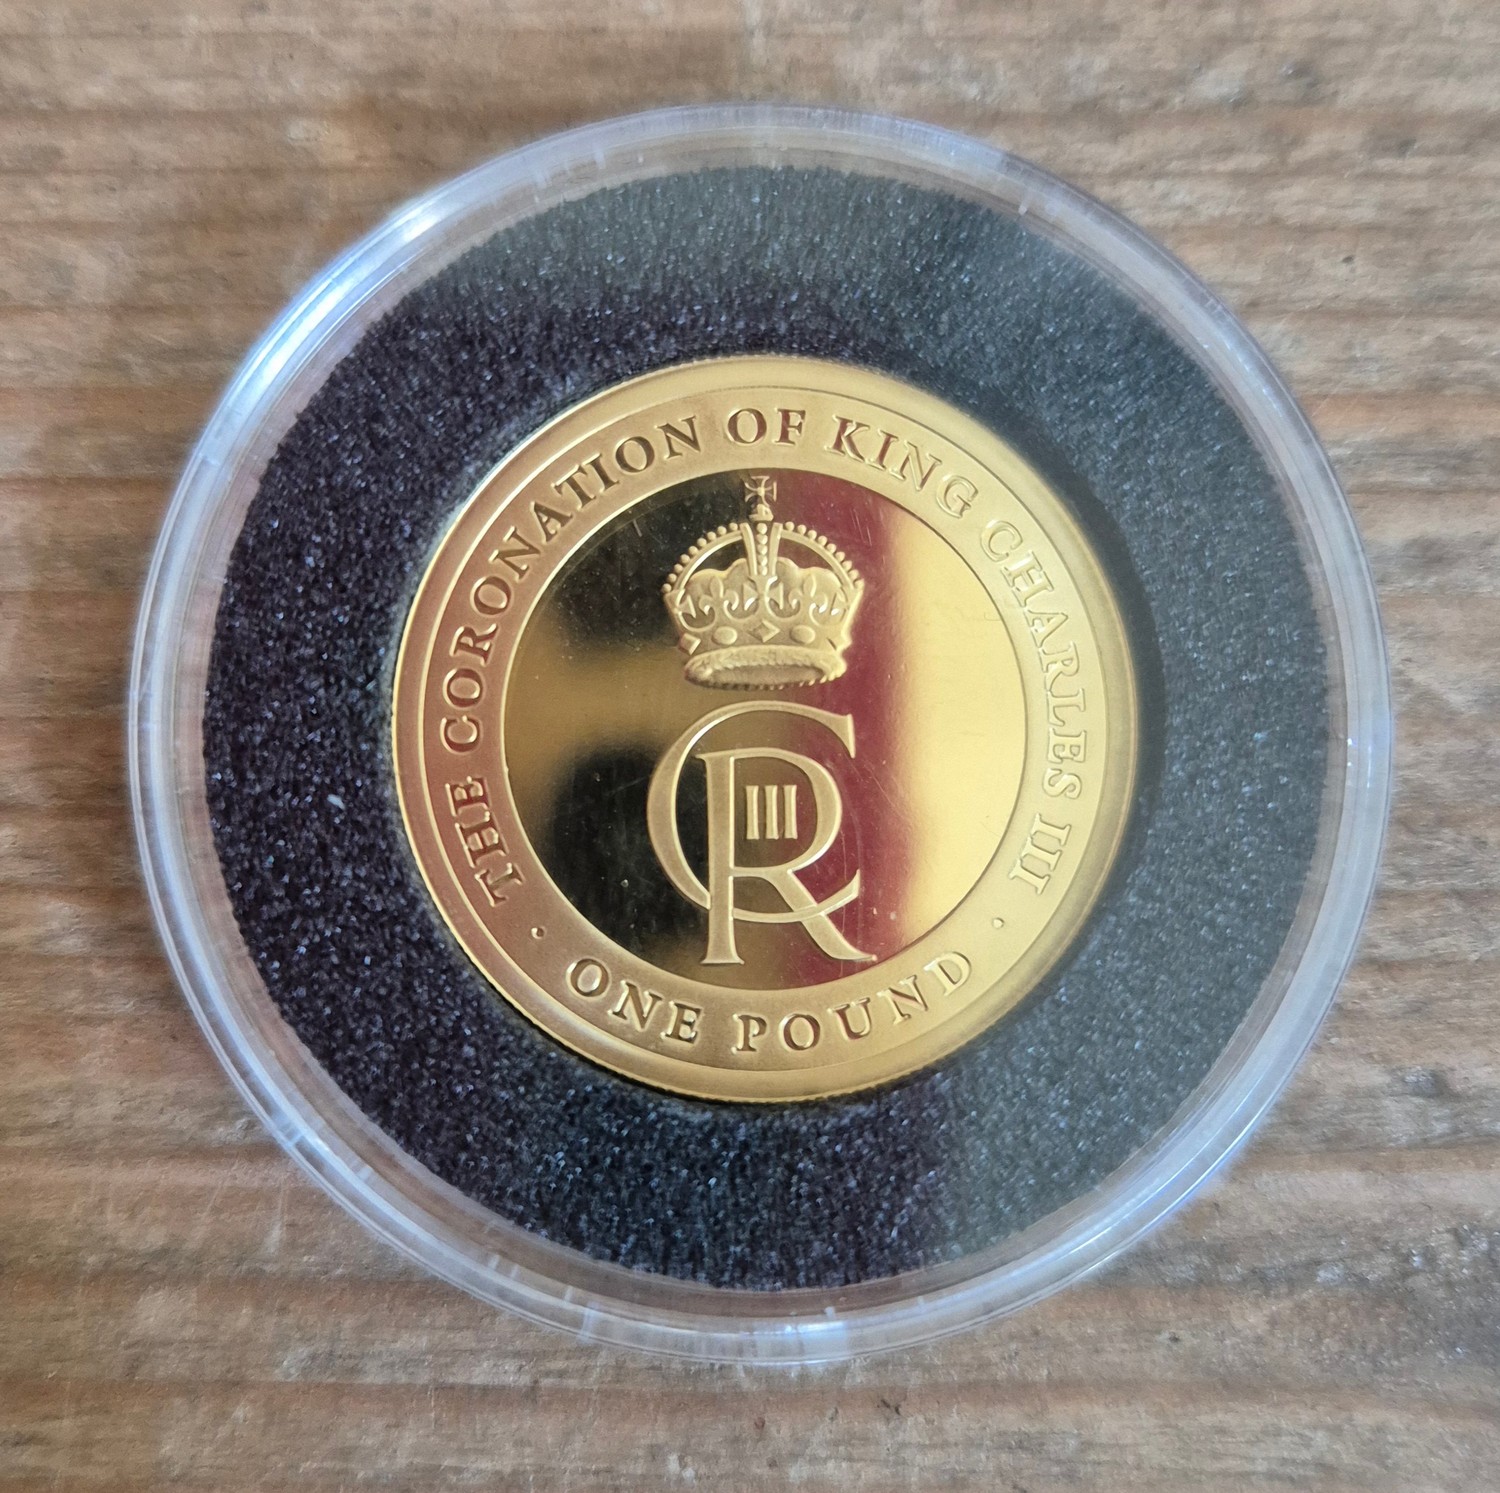 THE CORONATION OF KING CHARLES III
CR III
· ONE POUND ·